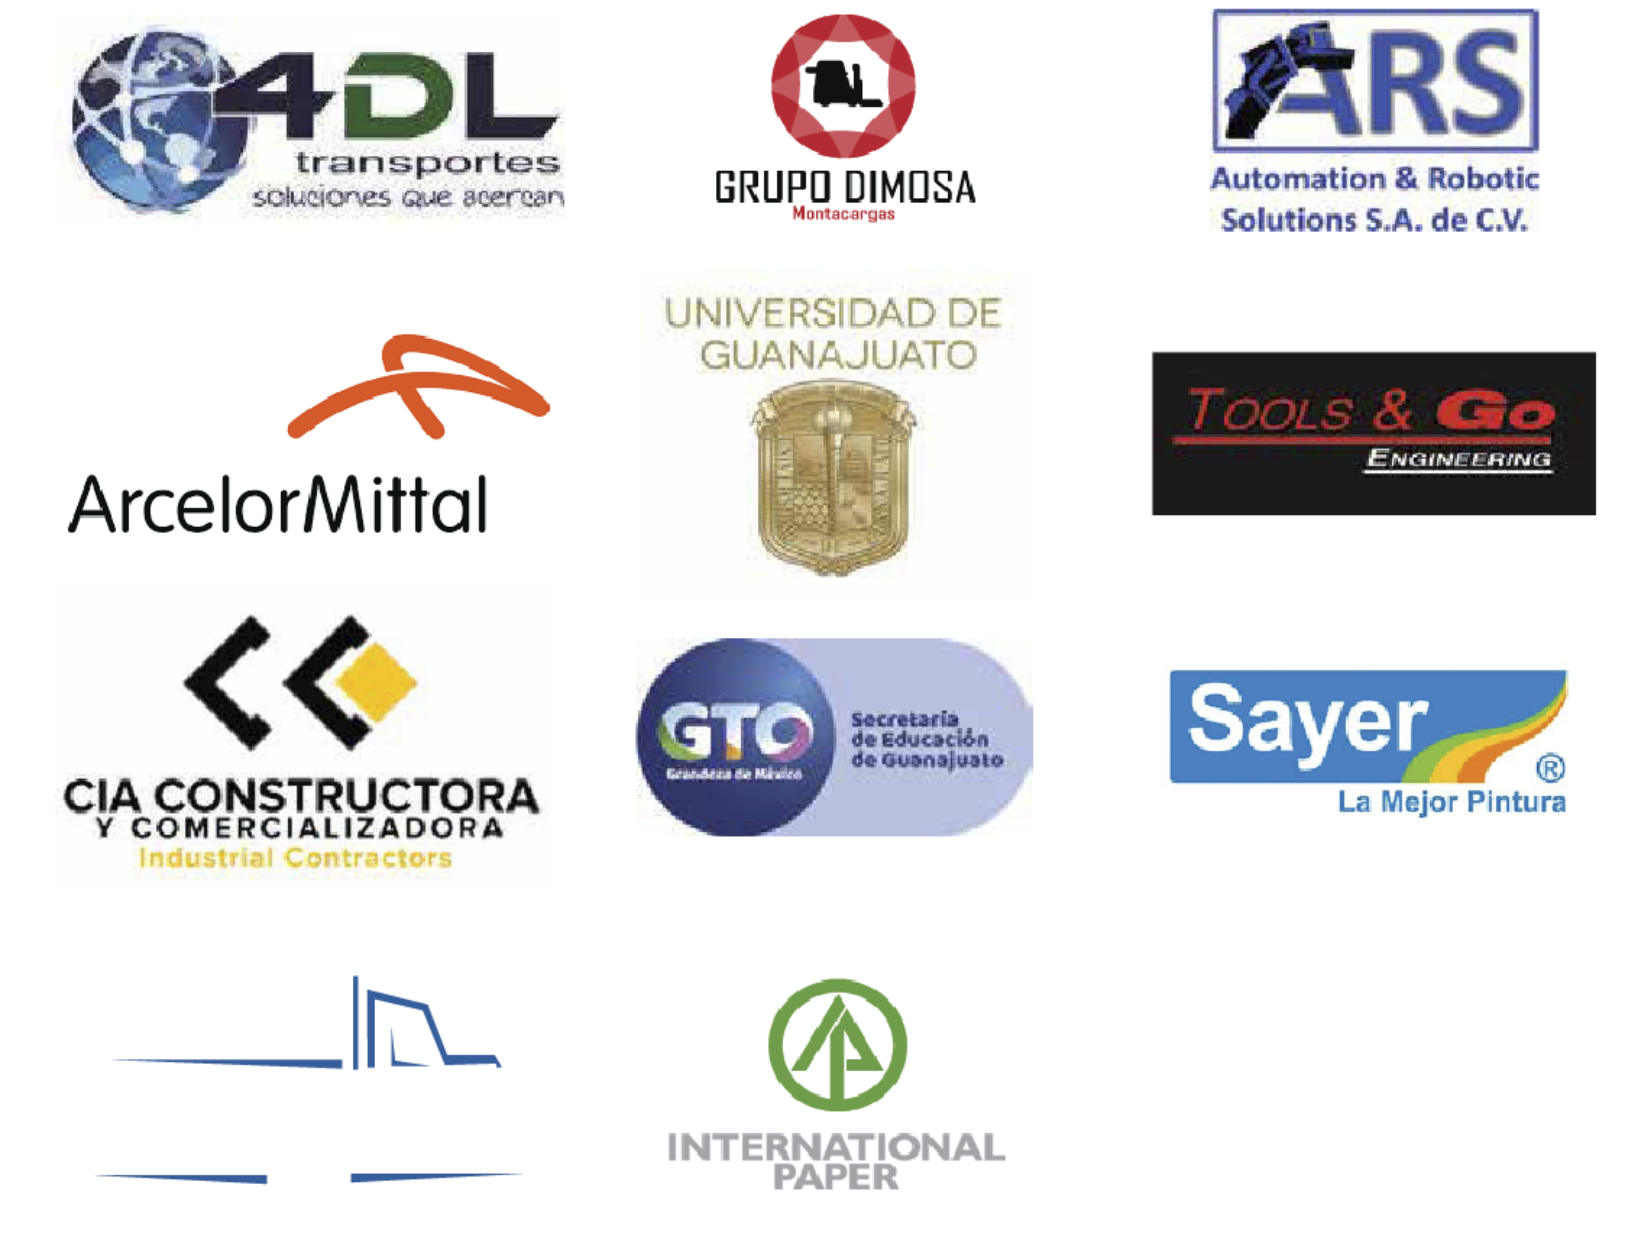 4DL
transportes
soluciones que acercan
GRUPO DIMOSA
Montacargas
ARS
Automation & Robotic
Solutions S.A. de C.V.
ArcelorMittal
UNIVERSIDAD DE
GUANAJUATO
TOOLS & GO
ENGINEERING
CIA CONSTRUCTORA
Y COMERCIALIZADORA
Industrial Contractors
GTO
Grandeza de México
Secretaría
de Educación
de Guanajuato
Sayer
®
La Mejor Pintura
INTERNATIONAL
PAPER